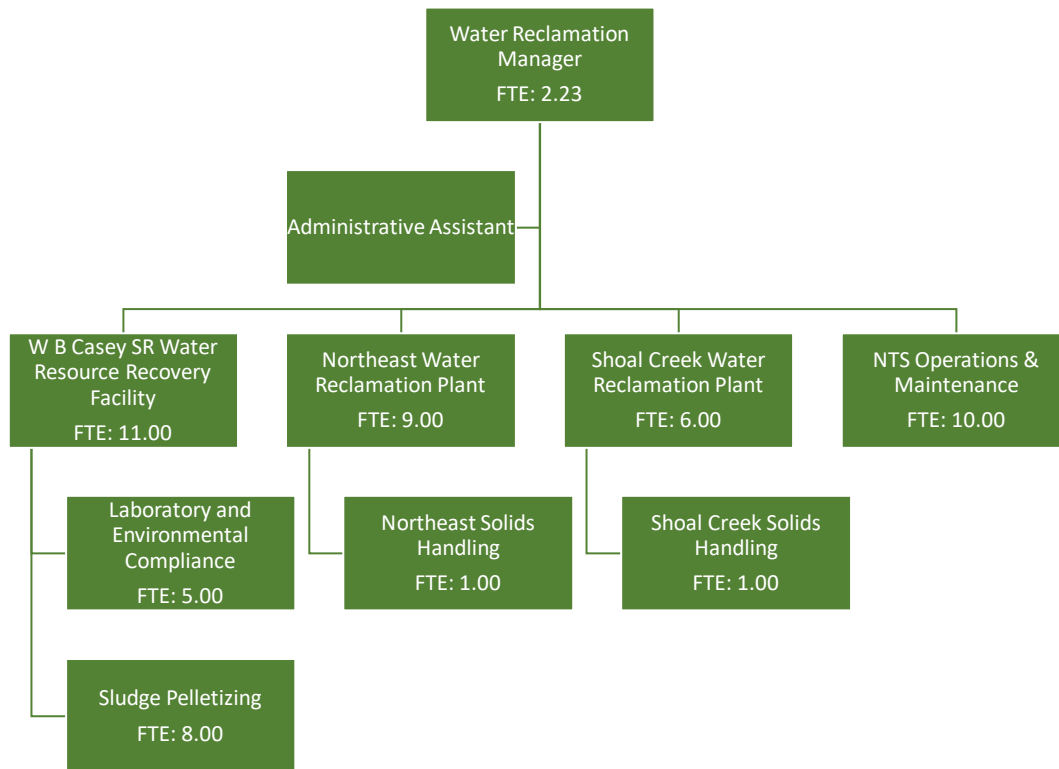 Water Reclamation
Manager
FTE: 2.23
Administrative Assistant
W B Casey SR Water
Resource Recovery
Facility
FTE: 11.00
Northeast Water
Reclamation Plant
FTE: 9.00
Shoal Creek Water
Reclamation Plant
FTE: 6.00
NTS Operations &
Maintenance
FTE: 10.00
Laboratory and
Environmental
Compliance
FTE: 5.00
Northeast Solids
Handling
FTE: 1.00
Shoal Creek Solids
Handling
FTE: 1.00
Sludge Pelletizing
FTE: 8.00